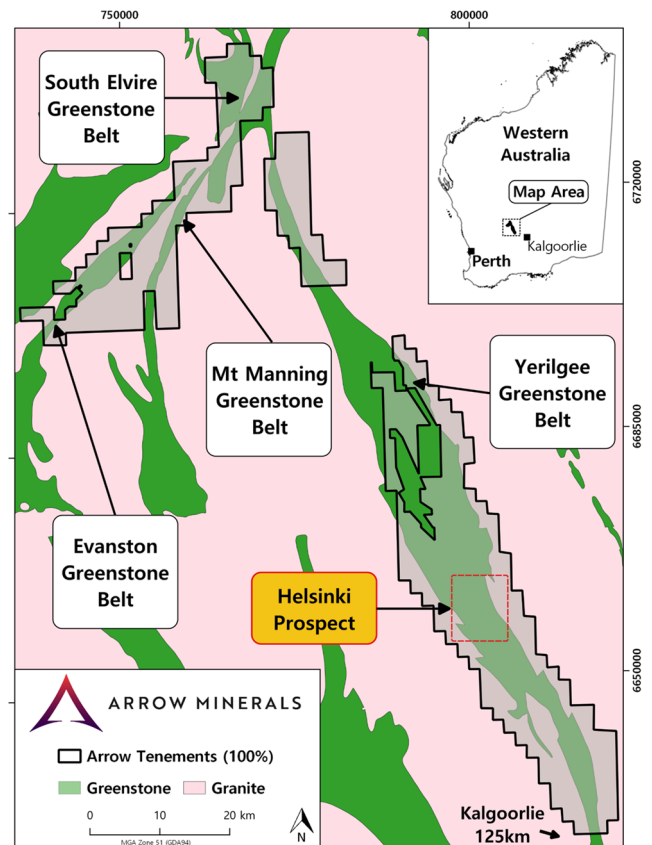 750000
800000
South Elvire
Greenstone
Belt
Western
Australia
Map Area
Kalgoorlie
Perth
6720000
Mt Manning
Greenstone
Belt
Yerilgee
Greenstone
Belt
6685000
Evanston
Greenstone
Belt
Helsinki
Prospect
6650000
ARROW MINERALS
Arrow Tenements (100%)
Greenstone
Granite
0
10
20 km
MGA Zone 51 (GDA94)
N
Kalgoorlie
125km